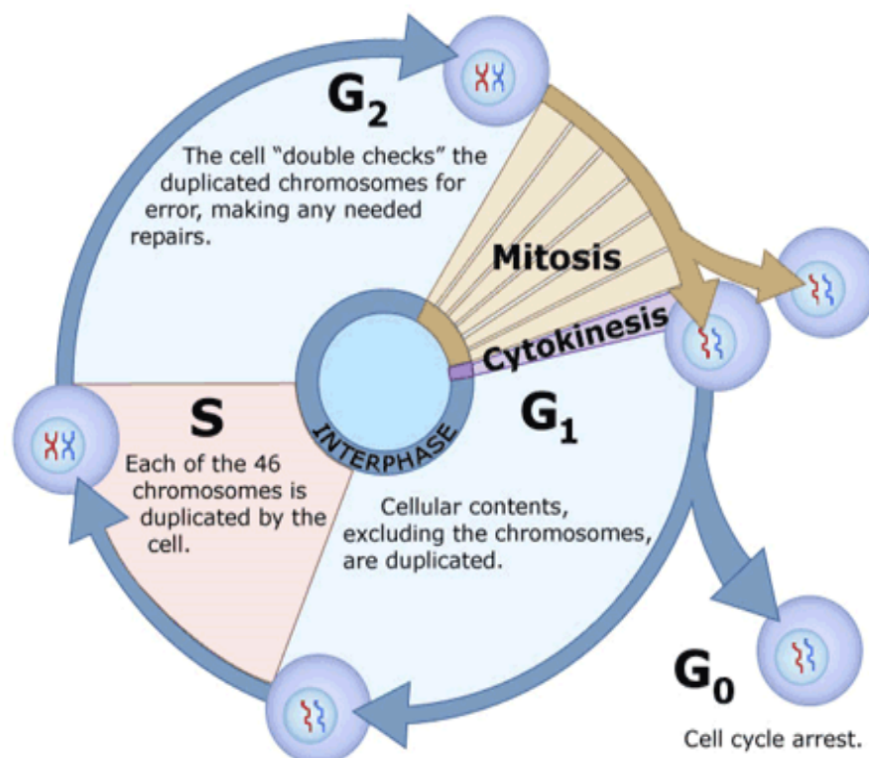 G2
The cell “double checks” the
duplicated chromosomes for
error, making any needed
repairs.
Mitosis
Cytokinesis
S
Each of the 46
chromosomes is
duplicated by the
cell.
INTERPHASE
G1
Cellular contents,
excluding the chromosomes,
are duplicated.
G0
Cell cycle arrest.